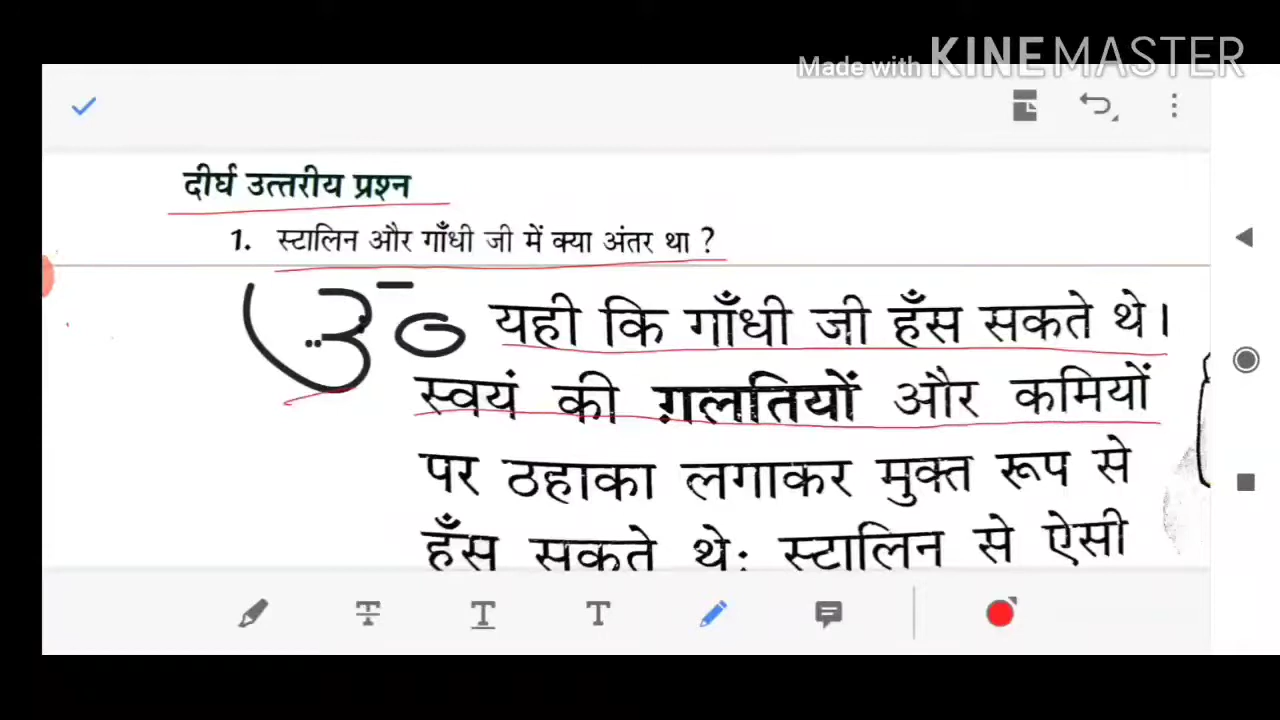 Made with KINEMASTER
दीर्घ उत्तरीय प्रश्न
1. स्टालिन और गाँधी जी में क्या अंतर था ?
उ० यही कि गाँधी जी हँस सकते थे।
स्वयं की ग़लतियों और कमियों
पर ठहाका लगाकर मुक्त रूप से
हँस सकते थे; स्टालिन से ऐसी